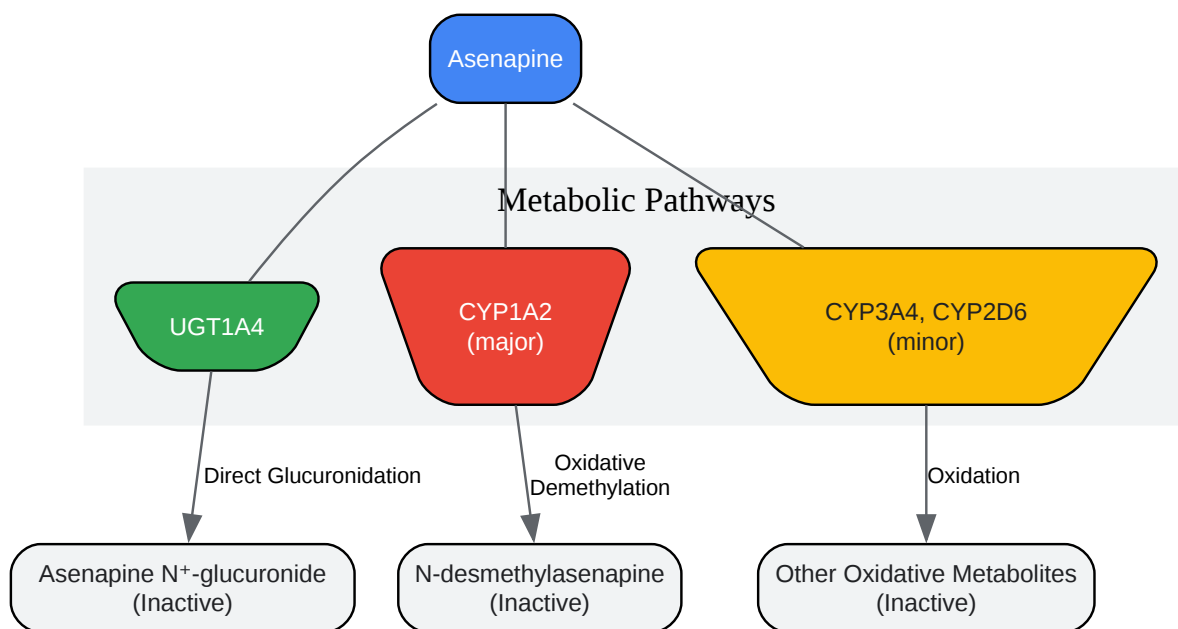 Asenapine
Metabolic Pathways
UGT1A4
CYP1A2
(major)
CYP3A4, CYP2D6
(minor)
Direct Glucuronidation
Oxidative
Demethylation
Oxidation
Asenapine N⁺-glucuronide
(Inactive)
N-desmethylasenapine
(Inactive)
Other Oxidative Metabolites
(Inactive)